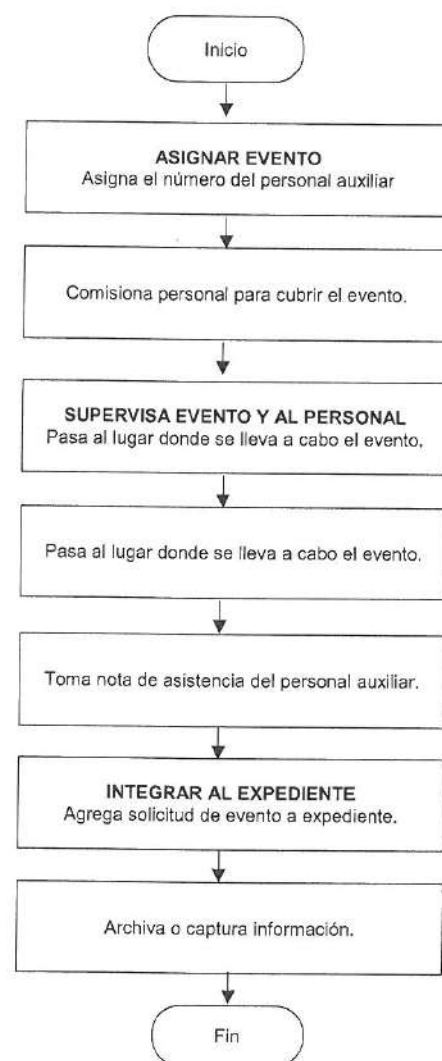 Inicio
ASIGNAR EVENTO
Asigna el número del personal auxiliar
Comisiona personal para cubrir el evento.
SUPERVISA EVENTO Y AL PERSONAL
Pasa al lugar donde se lleva a cabo el evento.
Pasa al lugar donde se lleva a cabo el evento.
Toma nota de asistencia del personal auxiliar.
INTEGRAR AL EXPEDIENTE
Agrega solicitud de evento a expediente.
Archiva o captura información.
Fin